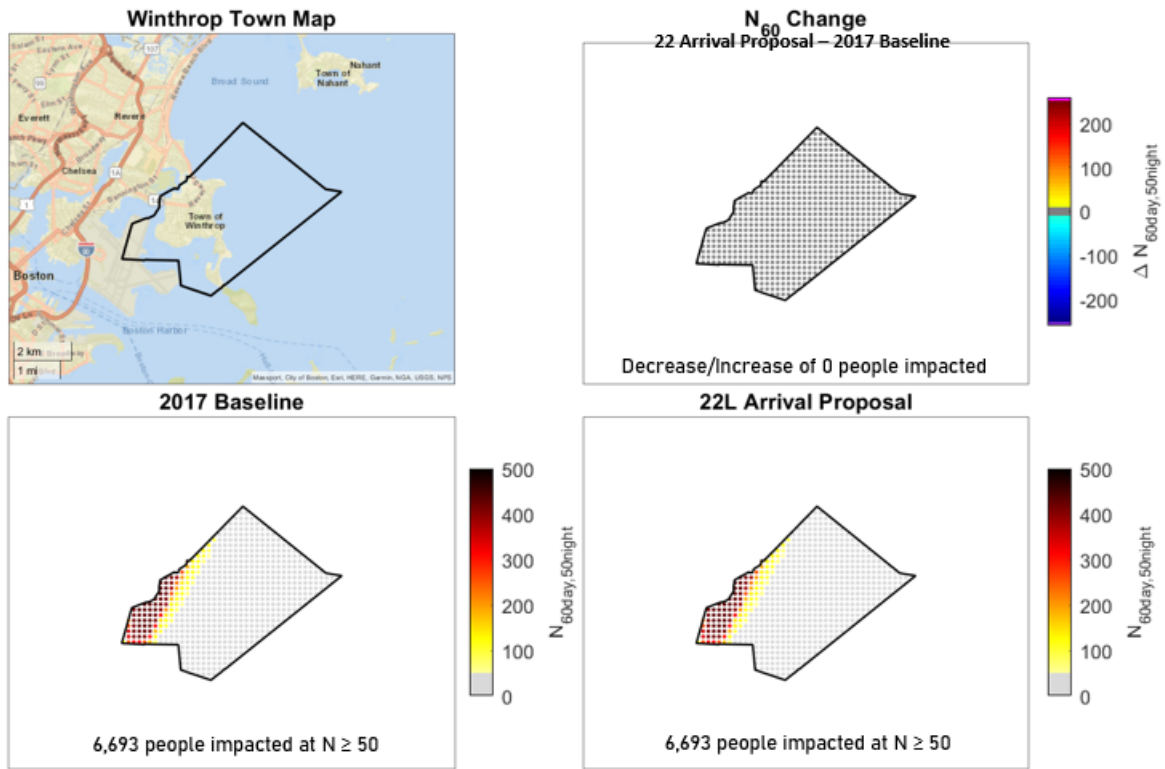 Winthrop Town Map
107
Nahant
Town of
Nahant
Broad Sound
99
Everett
Revere
Chelsea
1A
1
Town of
Winthrop
Boston
Boston Harbor
2 km
1 mi
Massport, City of Boston, Esri, HERE, Garmin, NGA, USGS, NPS
N60 Change
22 Arrival Proposal – 2017 Baseline
200
100
0
-100
-200
Δ N60day,50night
Decrease/Increase of 0 people impacted
2017 Baseline
500
400
300
200
100
0
N60day,50night
6,693 people impacted at N ≥ 50
22L Arrival Proposal
500
400
300
200
100
0
N60day,50night
6,693 people impacted at N ≥ 50